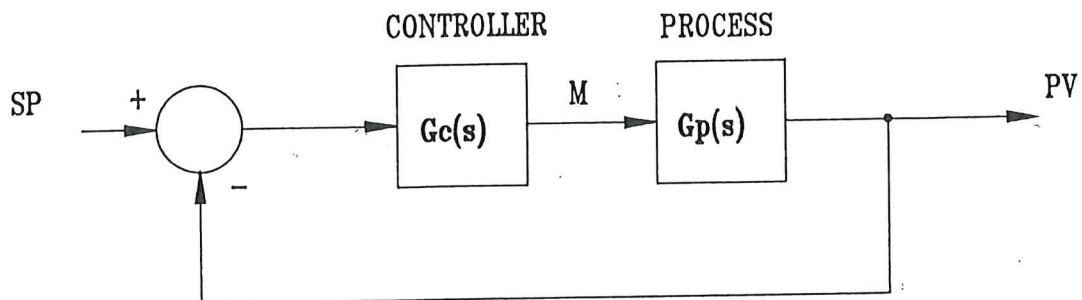 CONTROLLER
PROCESS
SP
+
-
Gc(s)
M
Gp(s)
PV